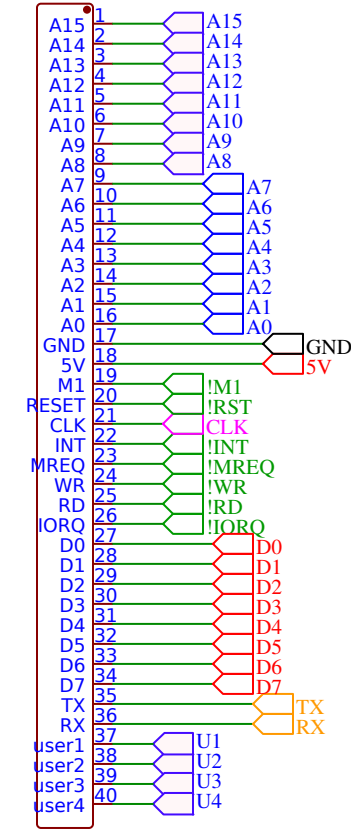 A15 1 A15
A14 2 A14
A13 3 A13
A12 4 A12
A11 5 A11
A10 6 A10
A9 7 A9
A8 8 A8
A7 9 A7
A6 10 A6
A5 11 A5
A4 12 A4
A3 13 A3
A2 14 A2
A1 15 A1
A0 16 A0
GND 17 GND
5V 18 5V
M1 19 !M1
RESET 20 !RST
CLK 21 CLK
INT 22 !INT
MREQ 23 !MREQ
WR 24 !WR
RD 25 !RD
IORQ 26 !IORQ
D0 27 D0
D1 28 D1
D2 29 D2
D3 30 D3
D4 31 D4
D5 32 D5
D6 33 D6
D7 34 D7
TX 35 TX
RX 36 RX
user1 37 U1
user2 38 U2
user3 39 U3
user4 40 U4